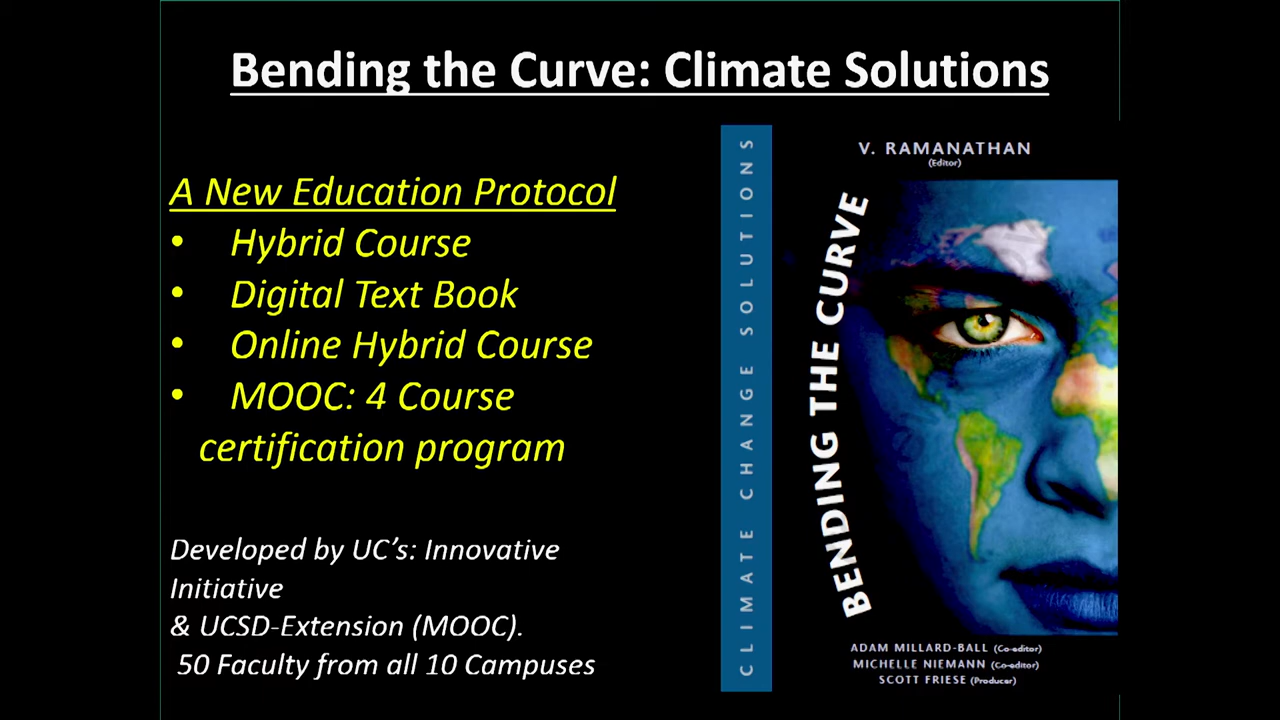 Bending the Curve: Climate Solutions
A New Education Protocol
• Hybrid Course
• Digital Text Book
• Online Hybrid Course
• MOOC: 4 Course
certification program
Developed by UC’s: Innovative
Initiative
& UCSD-Extension (MOOC).
50 Faculty from all 10 Campuses
CLIMATE CHANGE SOLUTIONS
V. RAMANATHAN
(Editor)
BENDING THE CURVE
ADAM MILLARD-BALL (Co-editor)
MICHELLE NIEMANN (Co-editor)
SCOTT FRIESE (Producer)